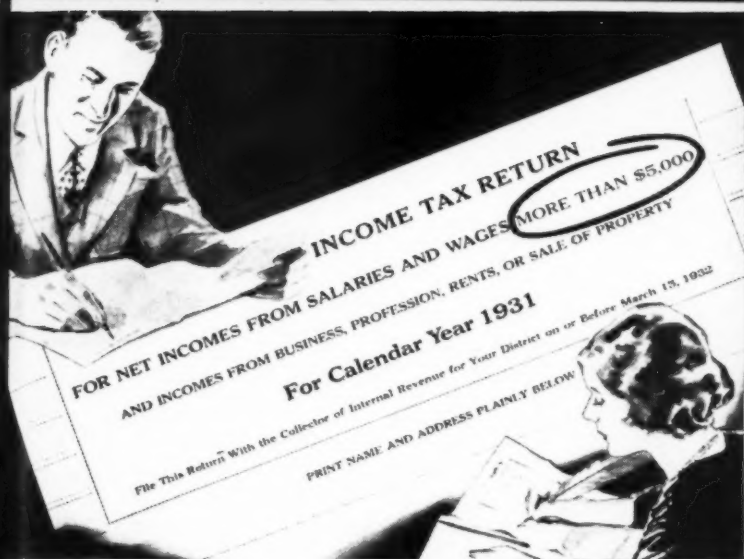 INCOME TAX RETURN
FOR NET INCOMES FROM SALARIES AND WAGES MORE THAN $5,000
AND INCOMES FROM BUSINESS, PROFESSION, RENTS, OR SALE OF PROPERTY
For Calendar Year 1931
File This Return With the Collector of Internal Revenue for Your District on or Before March 15, 1932
PRINT NAME AND ADDRESS PLAINLY BELOW